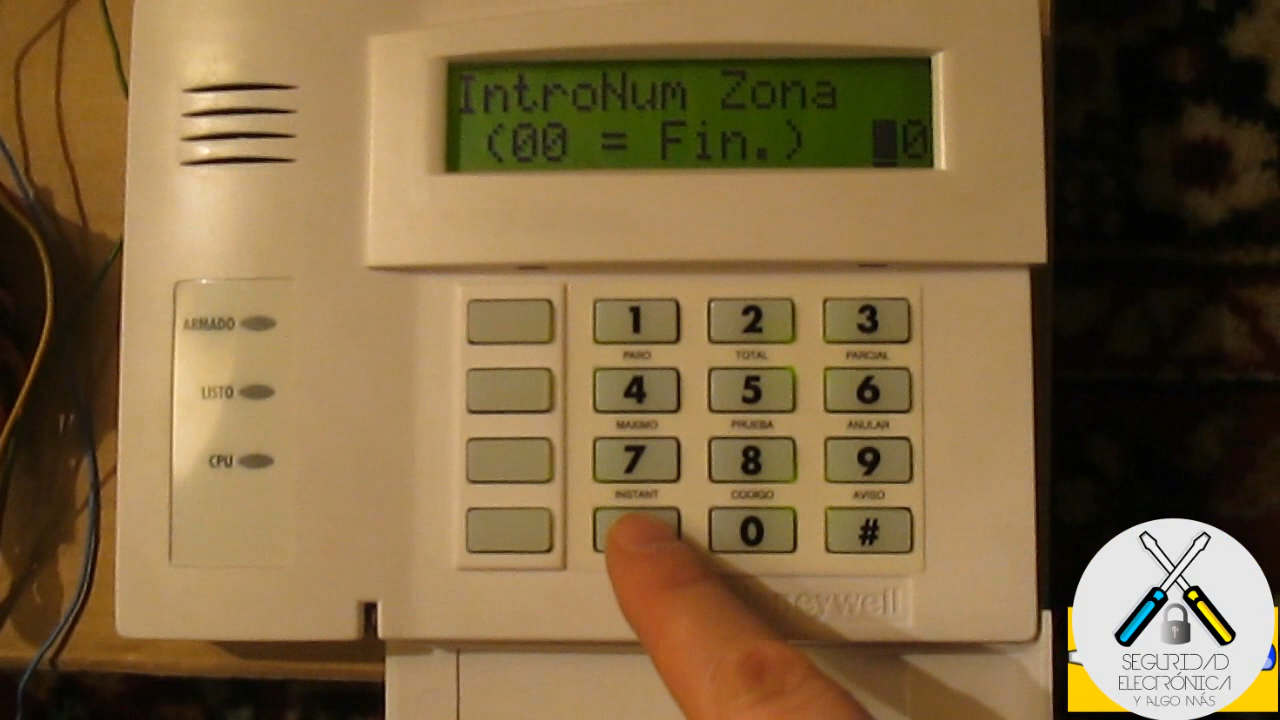 IntroNum Zona
(00 = Fin.) 0
ARMADO
LISTO
CPU
1 2 3
PARO TOTAL PARCIAL
4 5 6
MAXIMO PRUEBA ANULAR
7 8 9
INSTANT CODIGO AVISO
0 #
Honeywell
SEGURIDAD
ELECTRÓNICA
Y ALGO MÁS